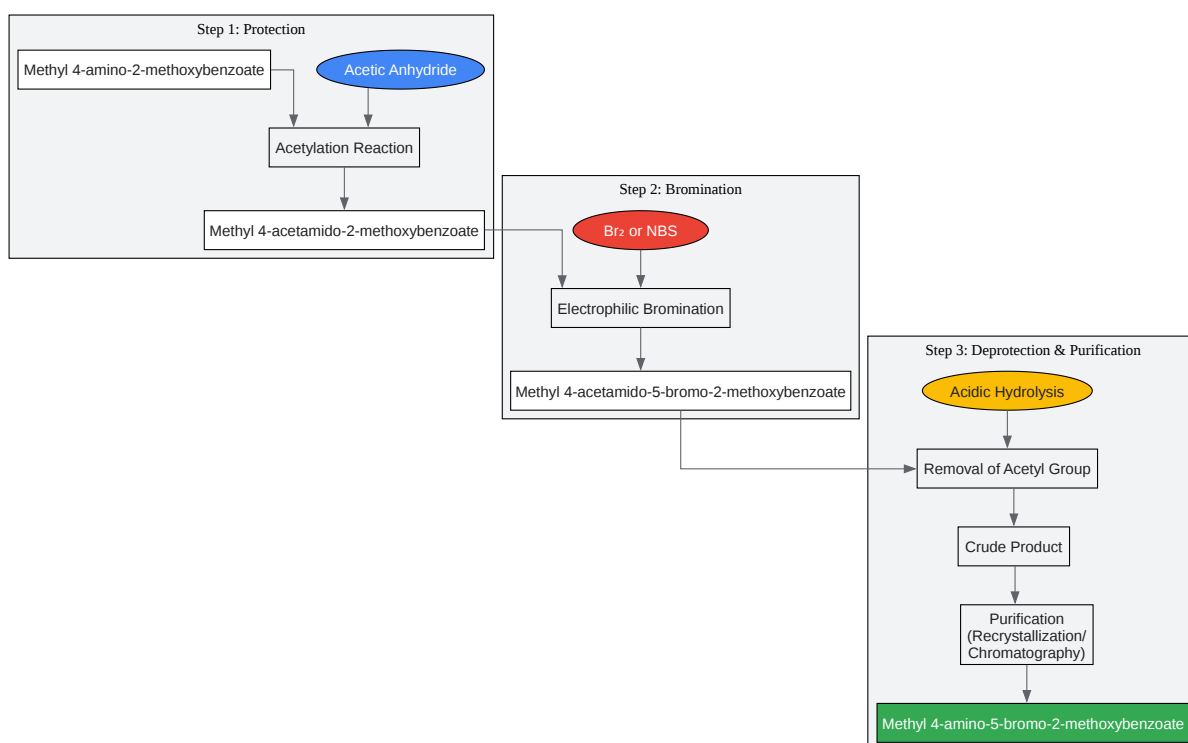 Step 1: Protection
Methyl 4-amino-2-methoxybenzoate
Acetic Anhydride
Acetylation Reaction
Methyl 4-acetamido-2-methoxybenzoate
Step 2: Bromination
Br₂ or NBS
Electrophilic Bromination
Methyl 4-acetamido-5-bromo-2-methoxybenzoate
Step 3: Deprotection & Purification
Acidic Hydrolysis
Removal of Acetyl Group
Crude Product
Purification
(Recrystallization/
Chromatography)
Methyl 4-amino-5-bromo-2-methoxybenzoate